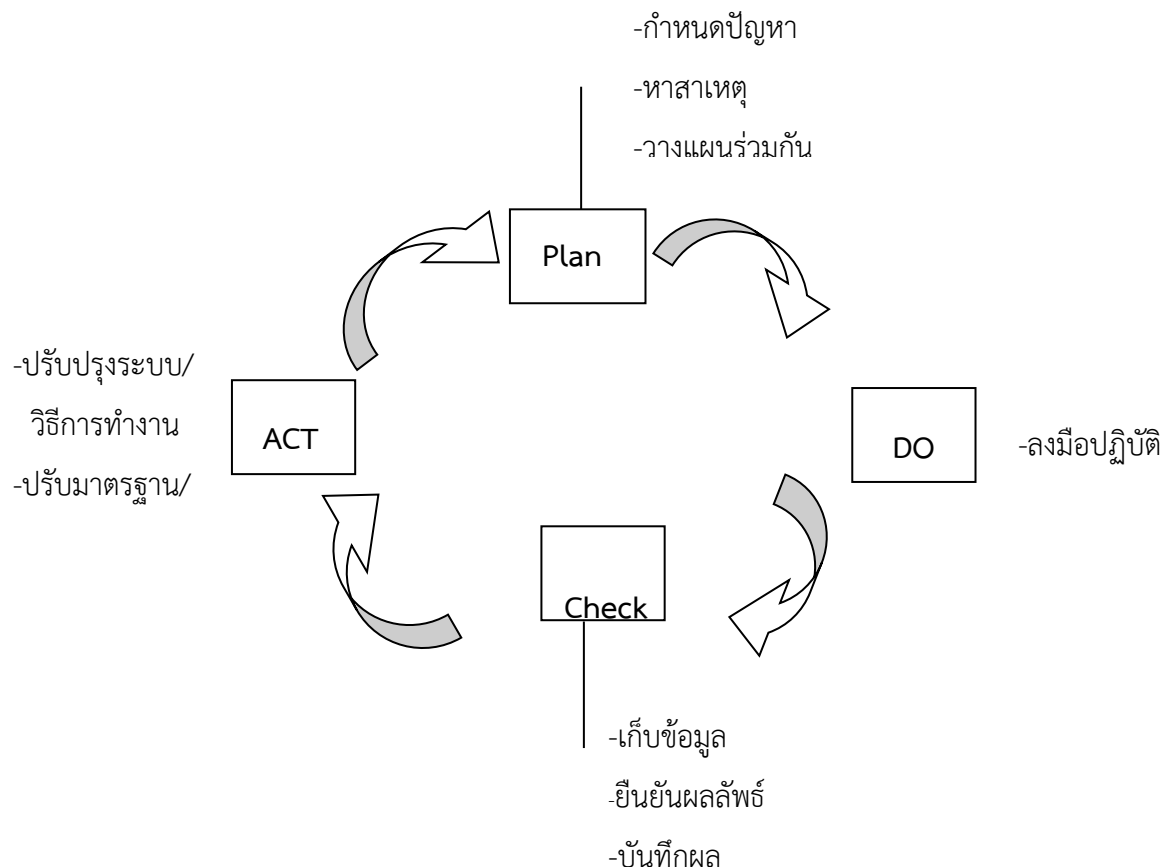 -กำหนดปัญหา
-หาสาเหตุ
-วางแผนร่วมกัน
Plan
-ปรับปรุงระบบ/
วิธีการทำงาน
-ปรับมาตรฐาน/
ACT
DO
-ลงมือปฏิบัติ
Check
-เก็บข้อมูล
-ยืนยันผลลัพธ์
-บันทึกผล